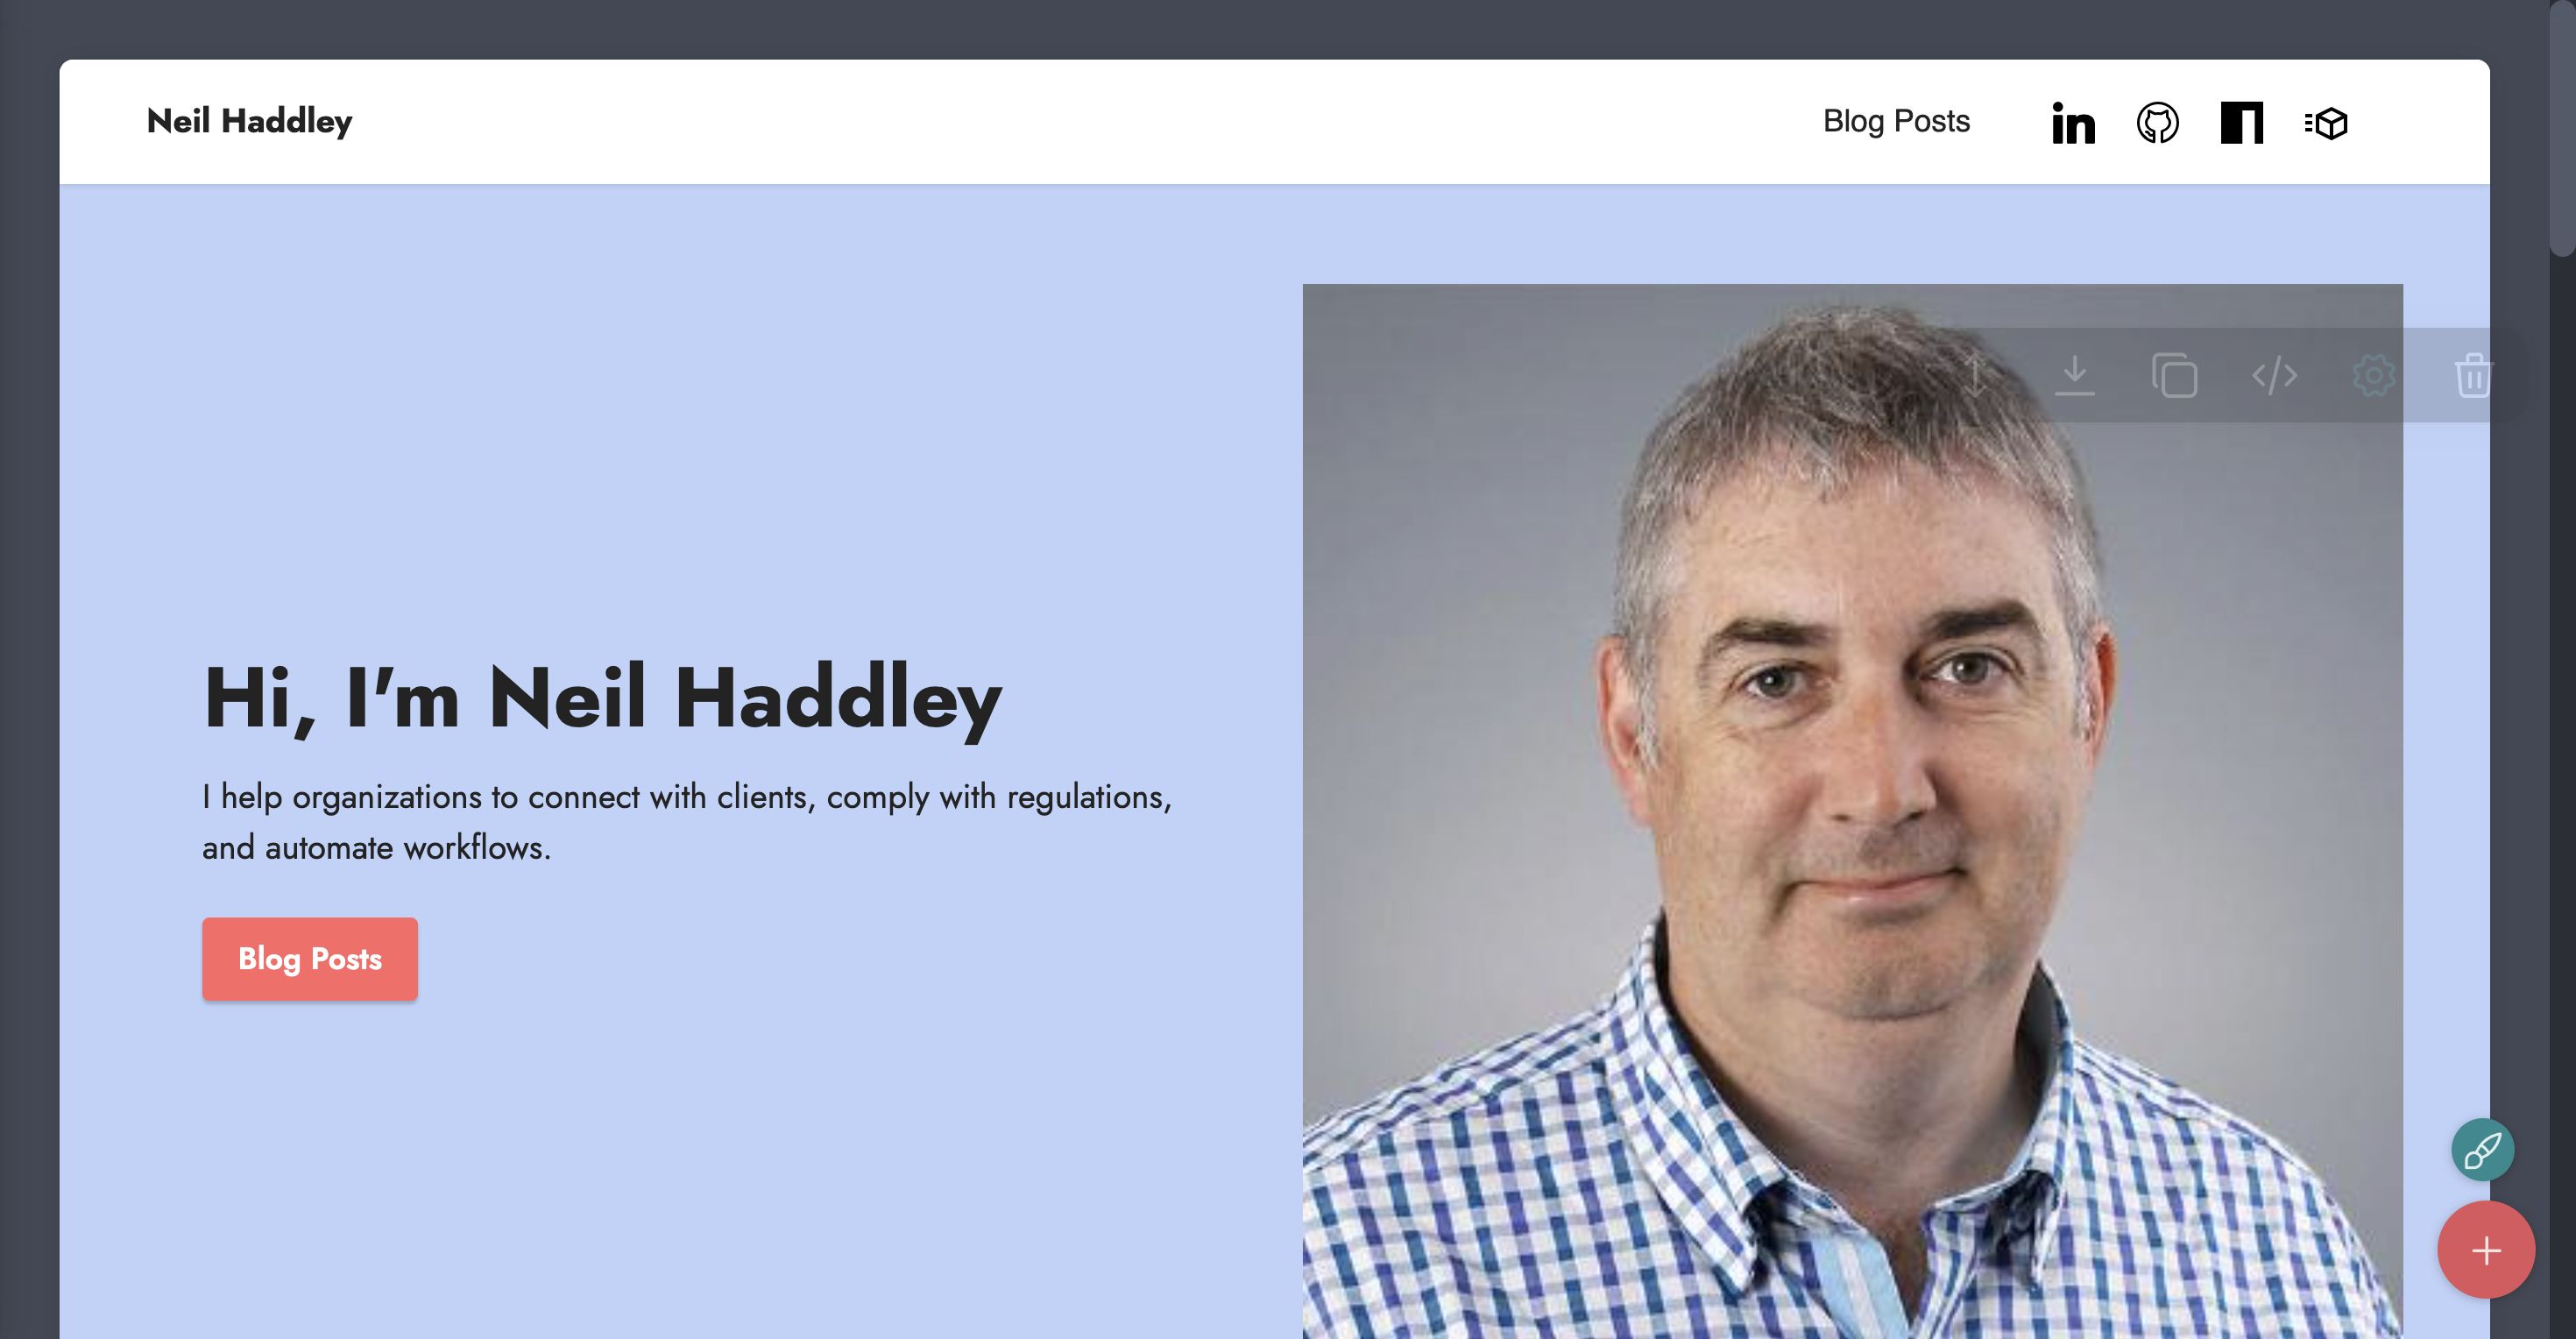 Neil Haddley
Blog Posts
Hi, I'm Neil Haddley
I help organizations to connect with clients, comply with regulations,
and automate workflows.
Blog Posts